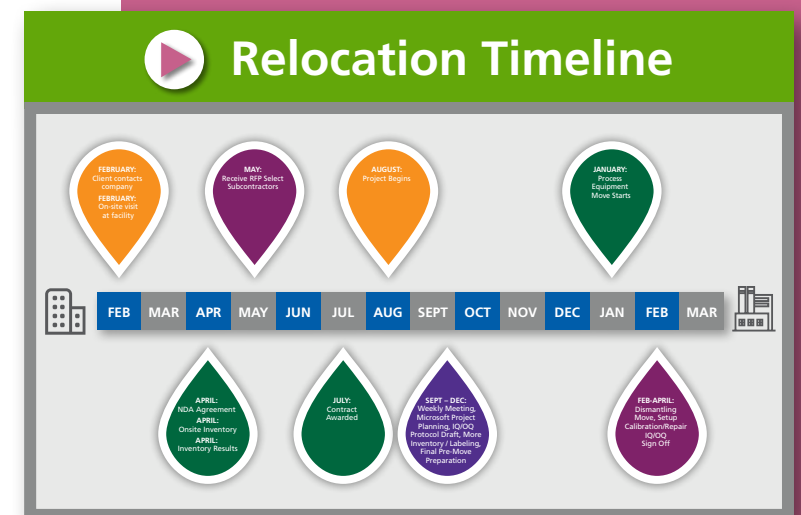 Relocation Timeline
FEBRUARY:
Client contacts
company
FEBRUARY:
On-site visit
at facility
MAY:
Receive RFP Select
Subcontractors
AUGUST:
Project Begins
JANUARY:
Process
Equipment
Move Starts
FEB MAR APR MAY JUN JUL AUG SEPT OCT NOV DEC JAN FEB MAR
APRIL:
NDA Agreement
APRIL:
Onsite Inventory
APRIL:
Inventory Results
JULY:
Contract
Awarded
SEPT – DEC:
Weekly Meeting,
Microsoft Project
Planning, IQ/OQ
Protocol Draft, More
Inventory / Labeling,
Final Pre-Move
Preparation
FEB-APRIL:
Dismantling
Move, Setup
Calibration/Repair
IQ/OQ
Sign Off